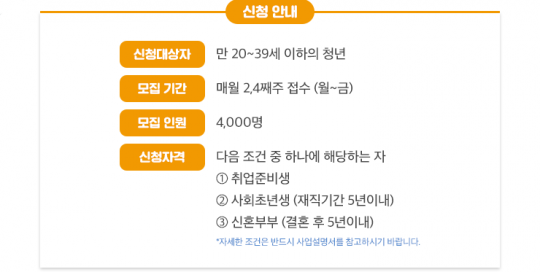 신청 안내
신청대상자 만 20~39세 이하의 청년
모집 기간 매월 2,4째주 접수 (월~금)
모집 인원 4,000명
신청자격 다음 조건 중 하나에 해당하는 자
① 취업준비생
② 사회초년생 (재직기간 5년이내)
③ 신혼부부 (결혼 후 5년이내)
*자세한 조건은 반드시 사업설명서를 참고하시기 바랍니다.